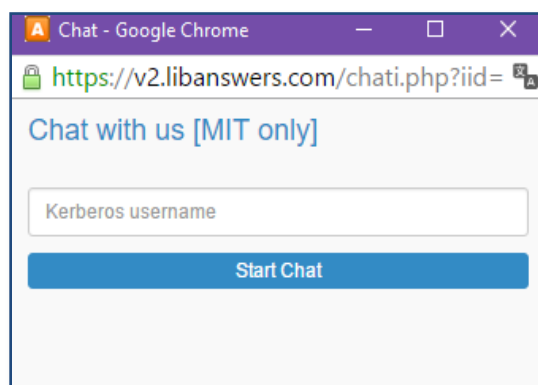 Chat - Google Chrome
https://v2.libanswers.com/chati.php?iid=
Chat with us [MIT only]
Kerberos username
Start Chat